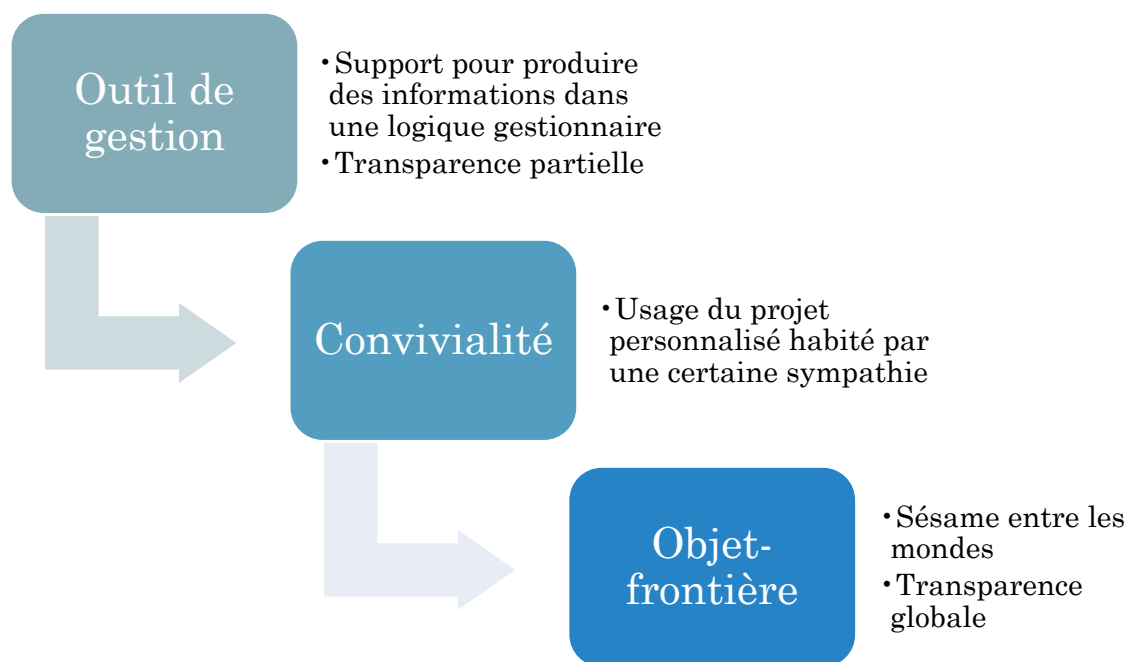 Outil de
gestion
• Support pour produire
des informations dans
une logique gestionnaire
• Transparence partielle
Convivialité
• Usage du projet
personnalisé habité par
une certaine sympathie
Objet-
frontière
• Sésame entre les
mondes
• Transparence
globale